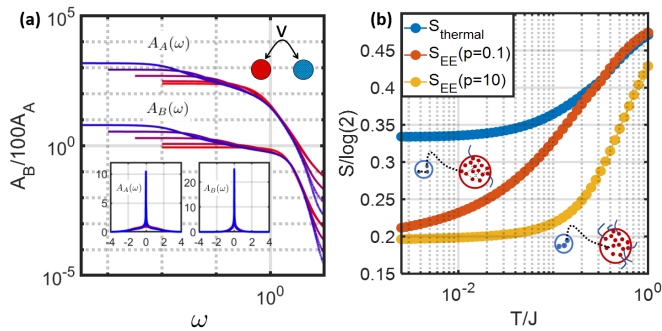 (a)
A_B/100A_A
10^5
10^0
10^-5
A_A(ω)
V
A_B(ω)
10
5
0
A_A(ω)
-4 -2 0 2 4
20
10
0
A_B(ω)
-4 -2 0 2 4
10^0
ω
(b)
S/log(2)
0.45
0.4
0.35
0.3
0.25
0.2
0.15
S_thermal
S_EE(p=0.1)
S_EE(p=10)
10^-2
10^0
T/J